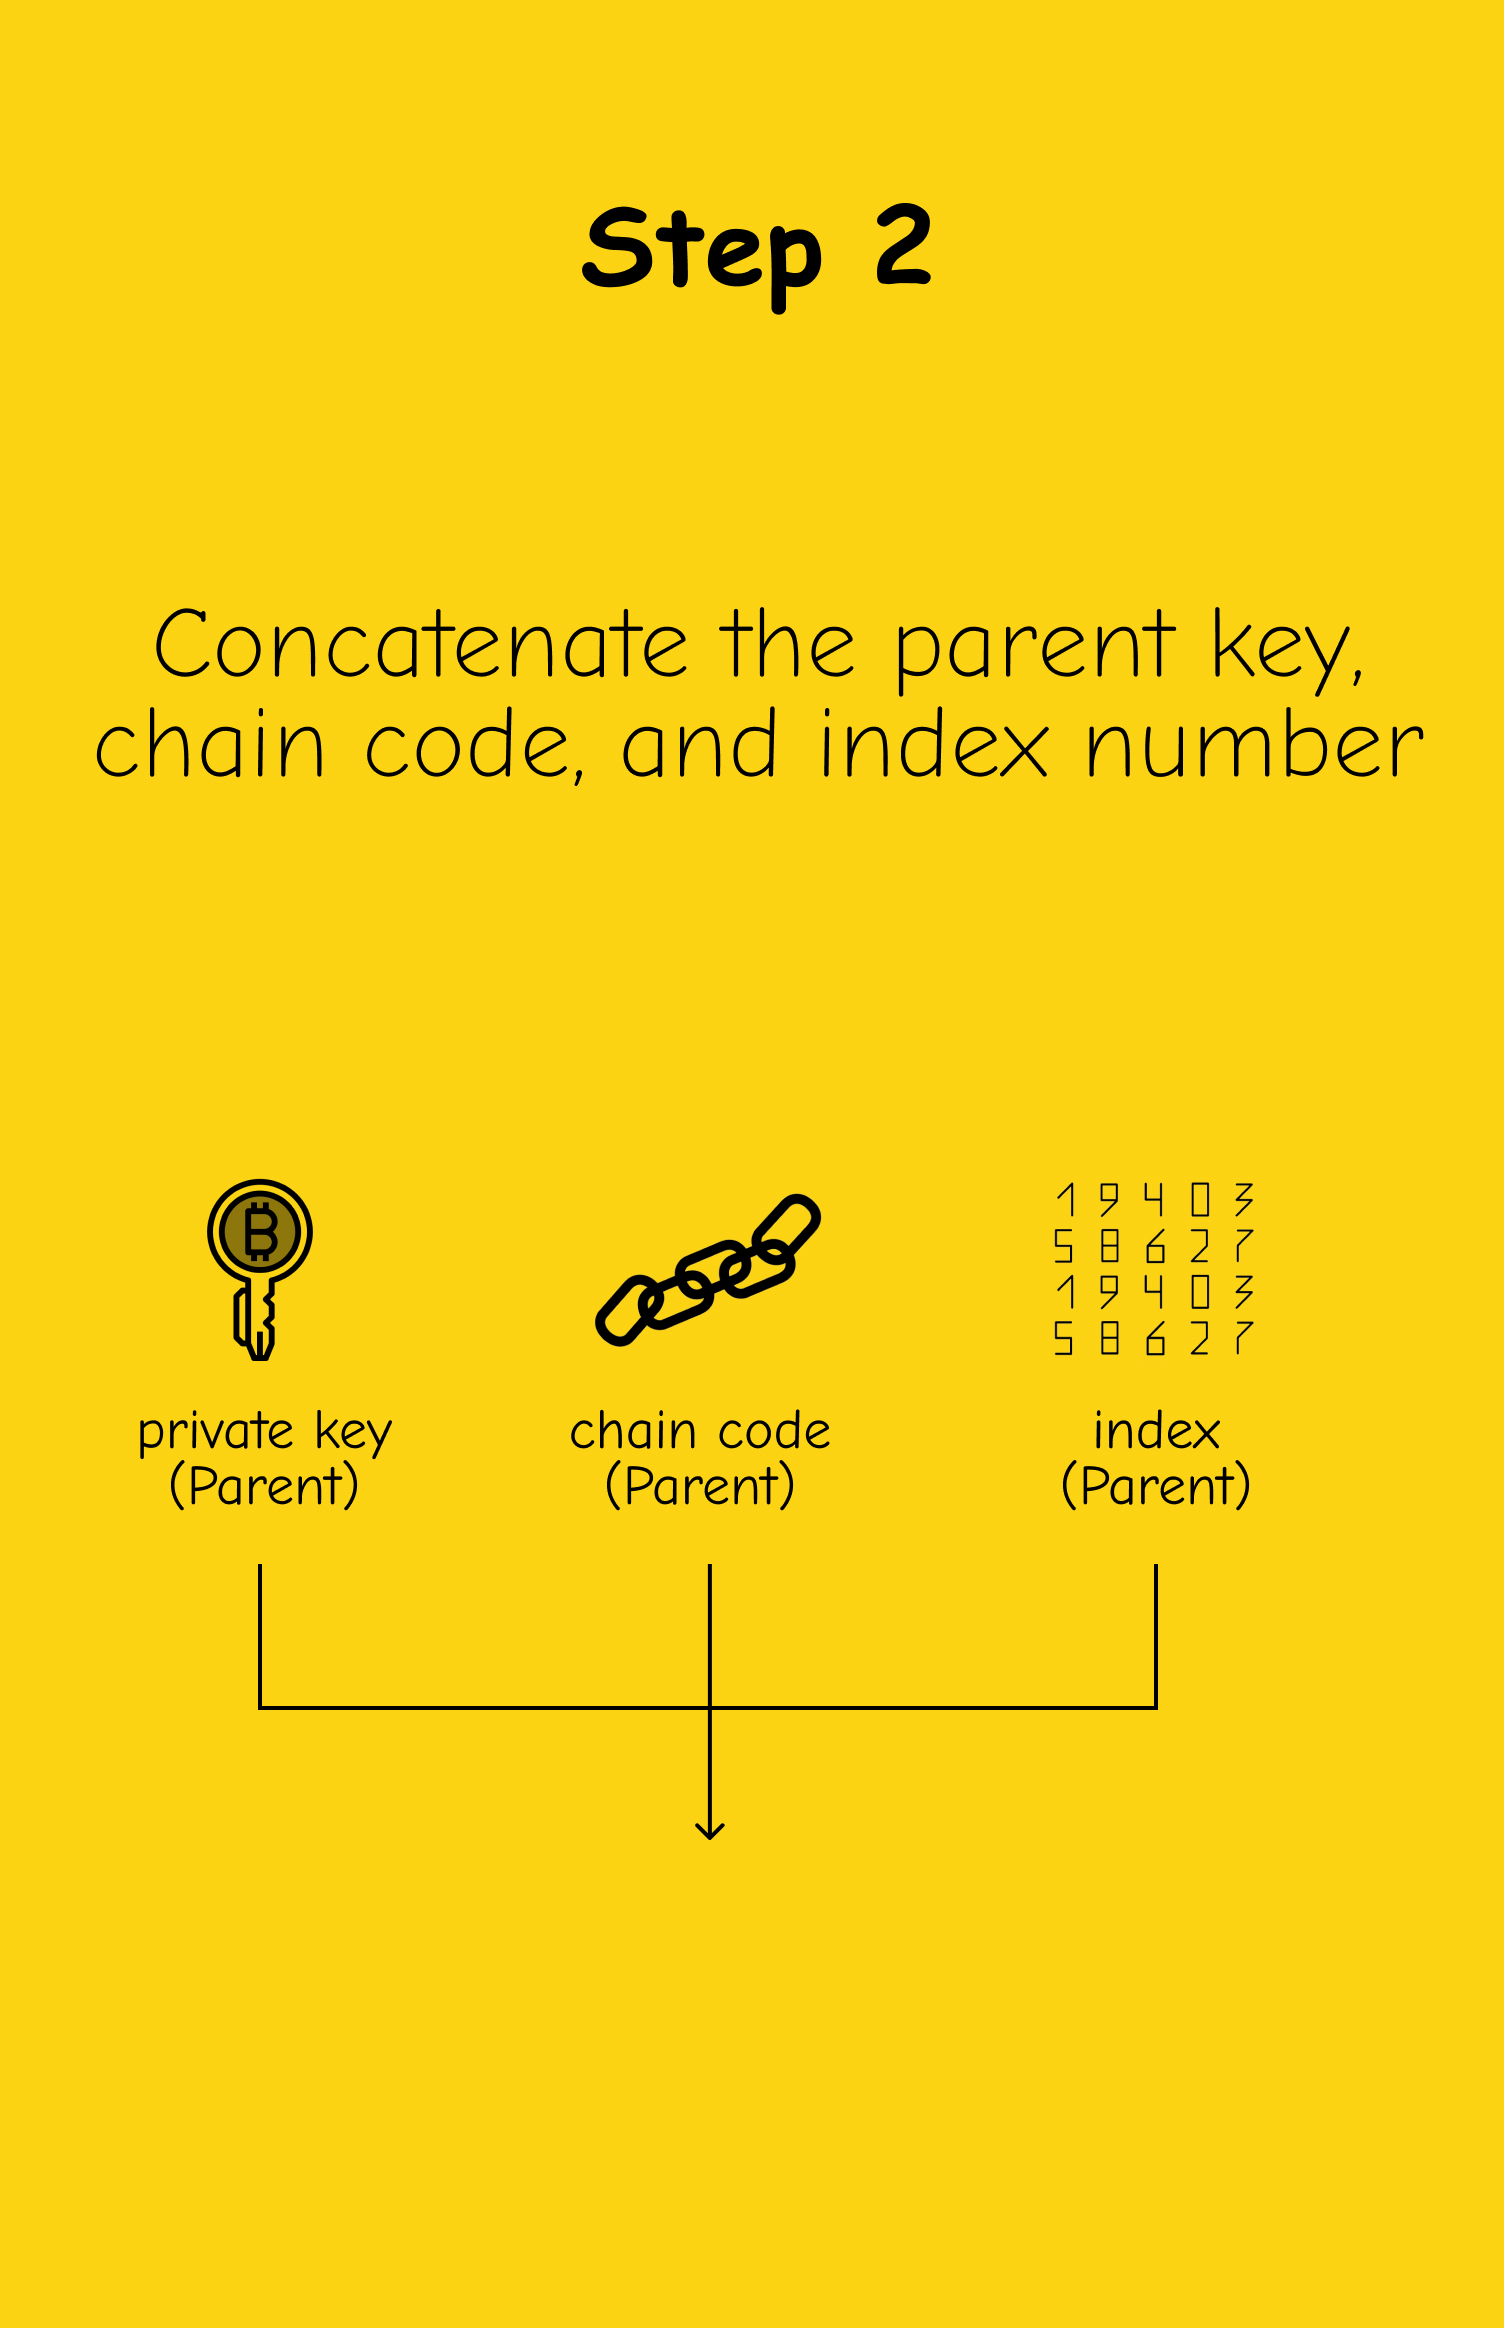 Step 2
Concatenate the parent key,
chain code, and index number
1 9 4 0 3
5 8 6 2 7
1 9 4 0 3
5 8 6 2 7
private key
(Parent)
chain code
(Parent)
index
(Parent)